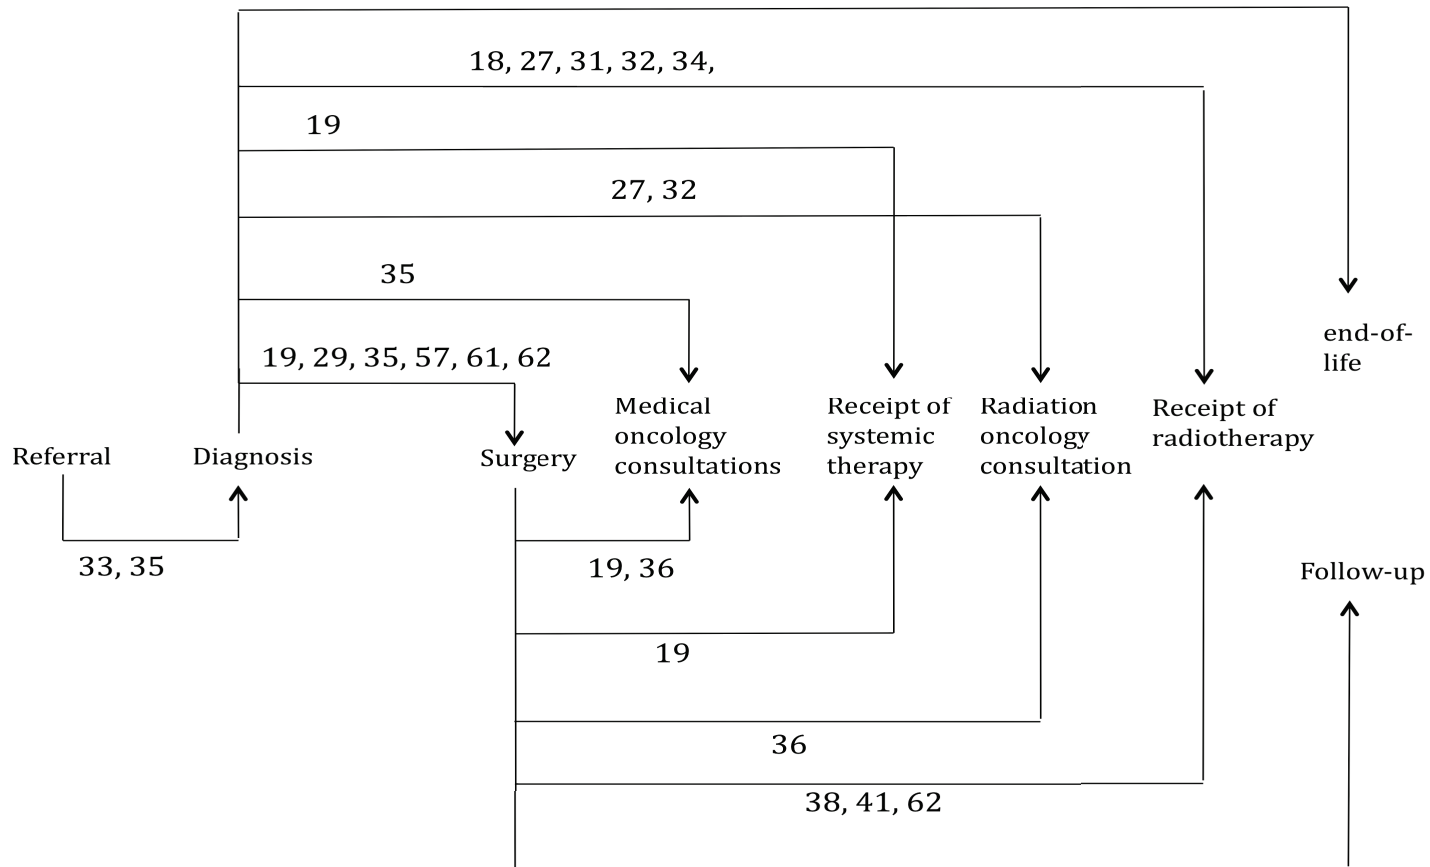 18, 27, 31, 32, 34,
19
27, 32
35
19, 29, 35, 57, 61, 62
end-of-
life
Referral
Diagnosis
Surgery
Medical
oncology
consultations
Receipt of
systemic
therapy
Radiation
oncology
consultation
Receipt of
radiotherapy
33, 35
19, 36
Follow-up
19
36
38, 41, 62